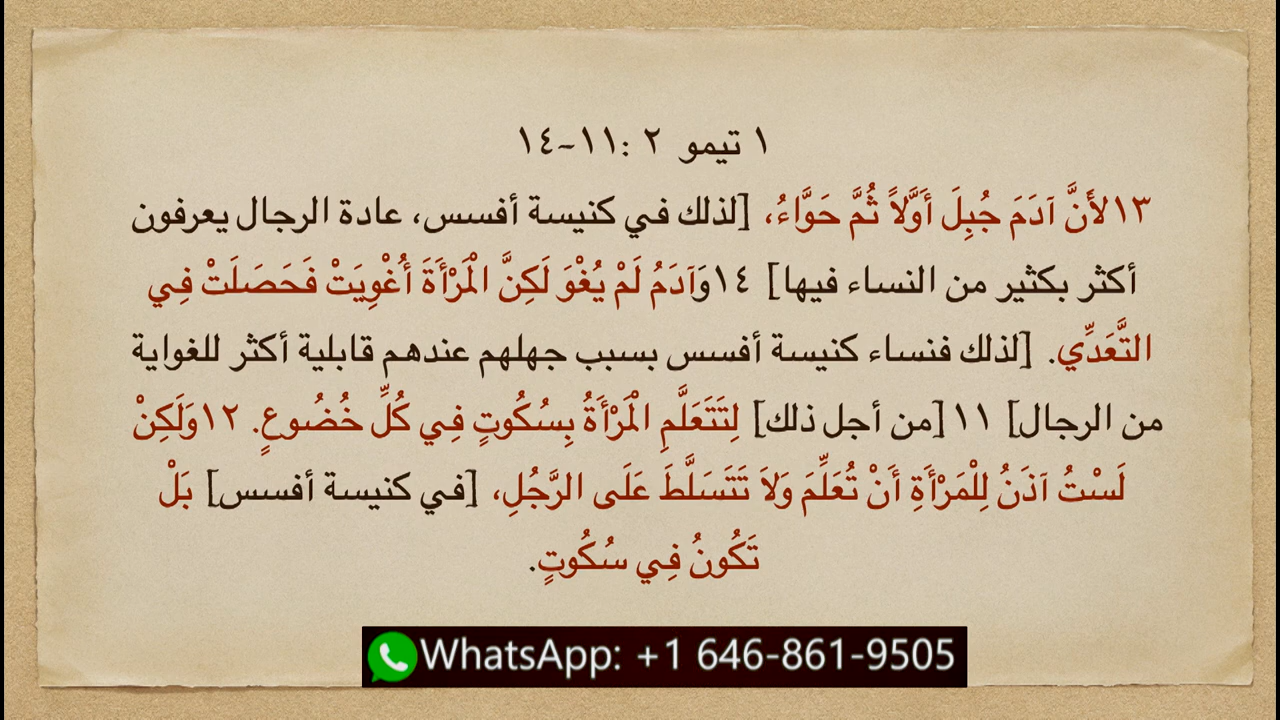 ١ تيمو ٢ :١١-١٤
١٣لأَنَّ آدَمَ جُبِلَ أَوَّلاً ثُمَّ حَوَّاءُ، [لذلك في كنيسة أفسس، عادة الرجال يعرفون
أكثر بكثير من النساء فيها] ١٤وَآدَمُ لَمْ يُغْوَ لَكِنَّ الْمَرْأَةَ أُغْوِيَتْ فَحَصَلَتْ فِي
التَّعَدِّي. [لذلك فنساء كنيسة أفسس بسبب جهلهم عندهم قابلية أكثر للغواية
من الرجال] ١١ [من أجل ذلك] لِتَتَعَلَّمِ الْمَرْأَةُ بِسُكُوتٍ فِي كُلِّ خُضُوعٍ. ١٢وَلَكِنْ
لَسْتُ آذَنُ لِلْمَرْأَةِ أَنْ تُعَلِّمَ وَلاَ تَتَسَلَّطَ عَلَى الرَّجُلِ، [في كنيسة أفسس] بَلْ
تَكُونُ فِي سُكُوتٍ.
WhatsApp: +1 646-861-9505